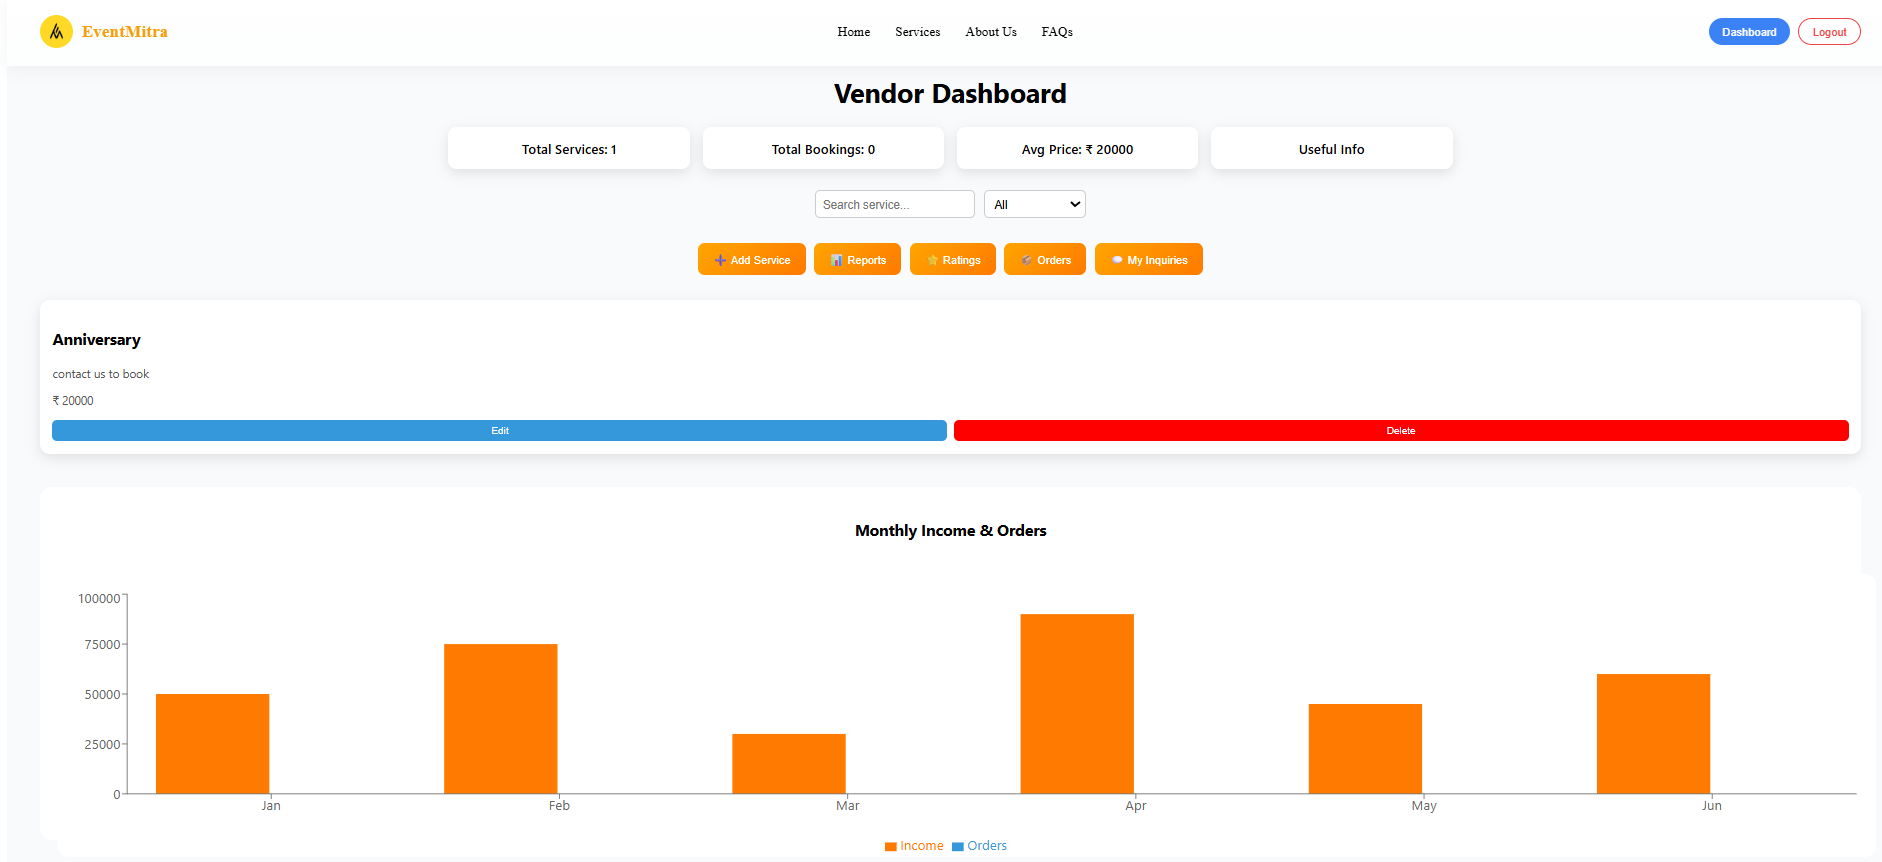 EventMitra
Home Services About Us FAQs
Dashboard Logout
Vendor Dashboard
Total Services: 1
Total Bookings: 0
Avg Price: ₹ 20000
Useful Info
Search service...
All
Add Service
Reports
Ratings
Orders
My Inquiries
Anniversary
contact us to book
₹ 20000
Edit
Delete
Monthly Income & Orders
100000
75000
50000
25000
0
Jan Feb Mar Apr May Jun
Income Orders